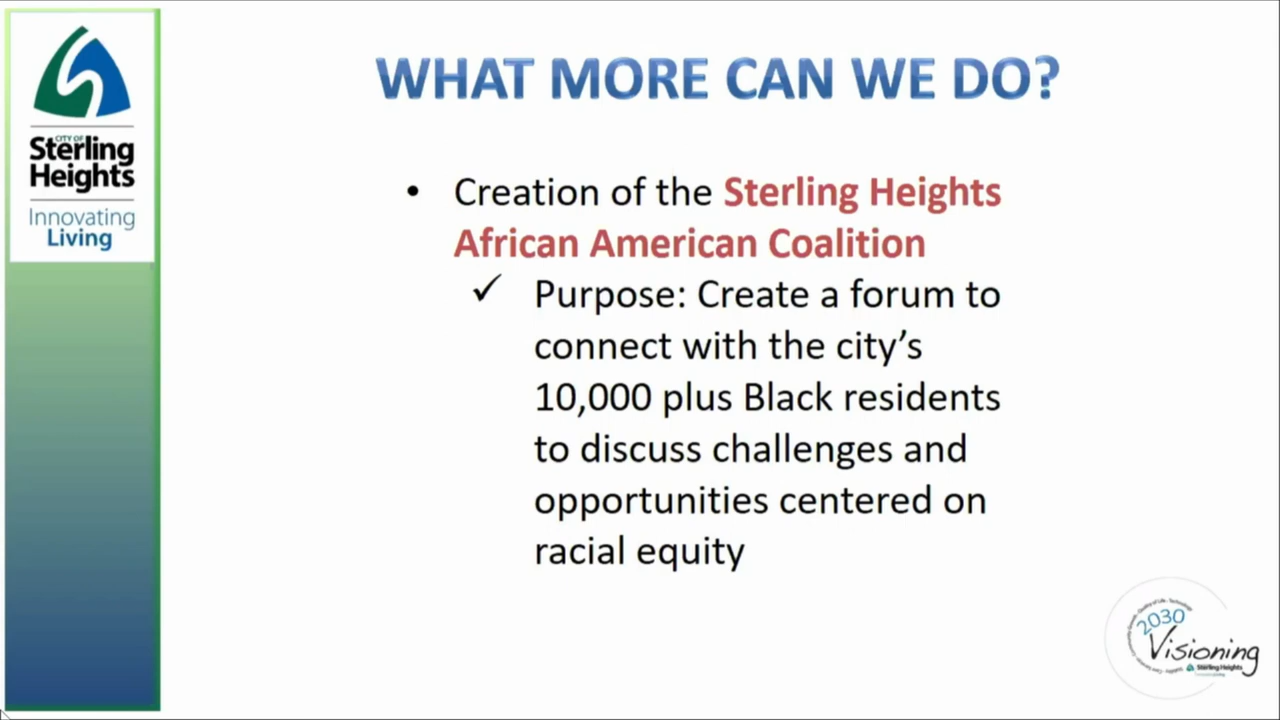 CITY OF
Sterling
Heights
Innovating
Living
WHAT MORE CAN WE DO?
• Creation of the Sterling Heights
African American Coalition
✓ Purpose: Create a forum to
connect with the city’s
10,000 plus Black residents
to discuss challenges and
opportunities centered on
racial equity
2030
Visioning
Sterling Heights